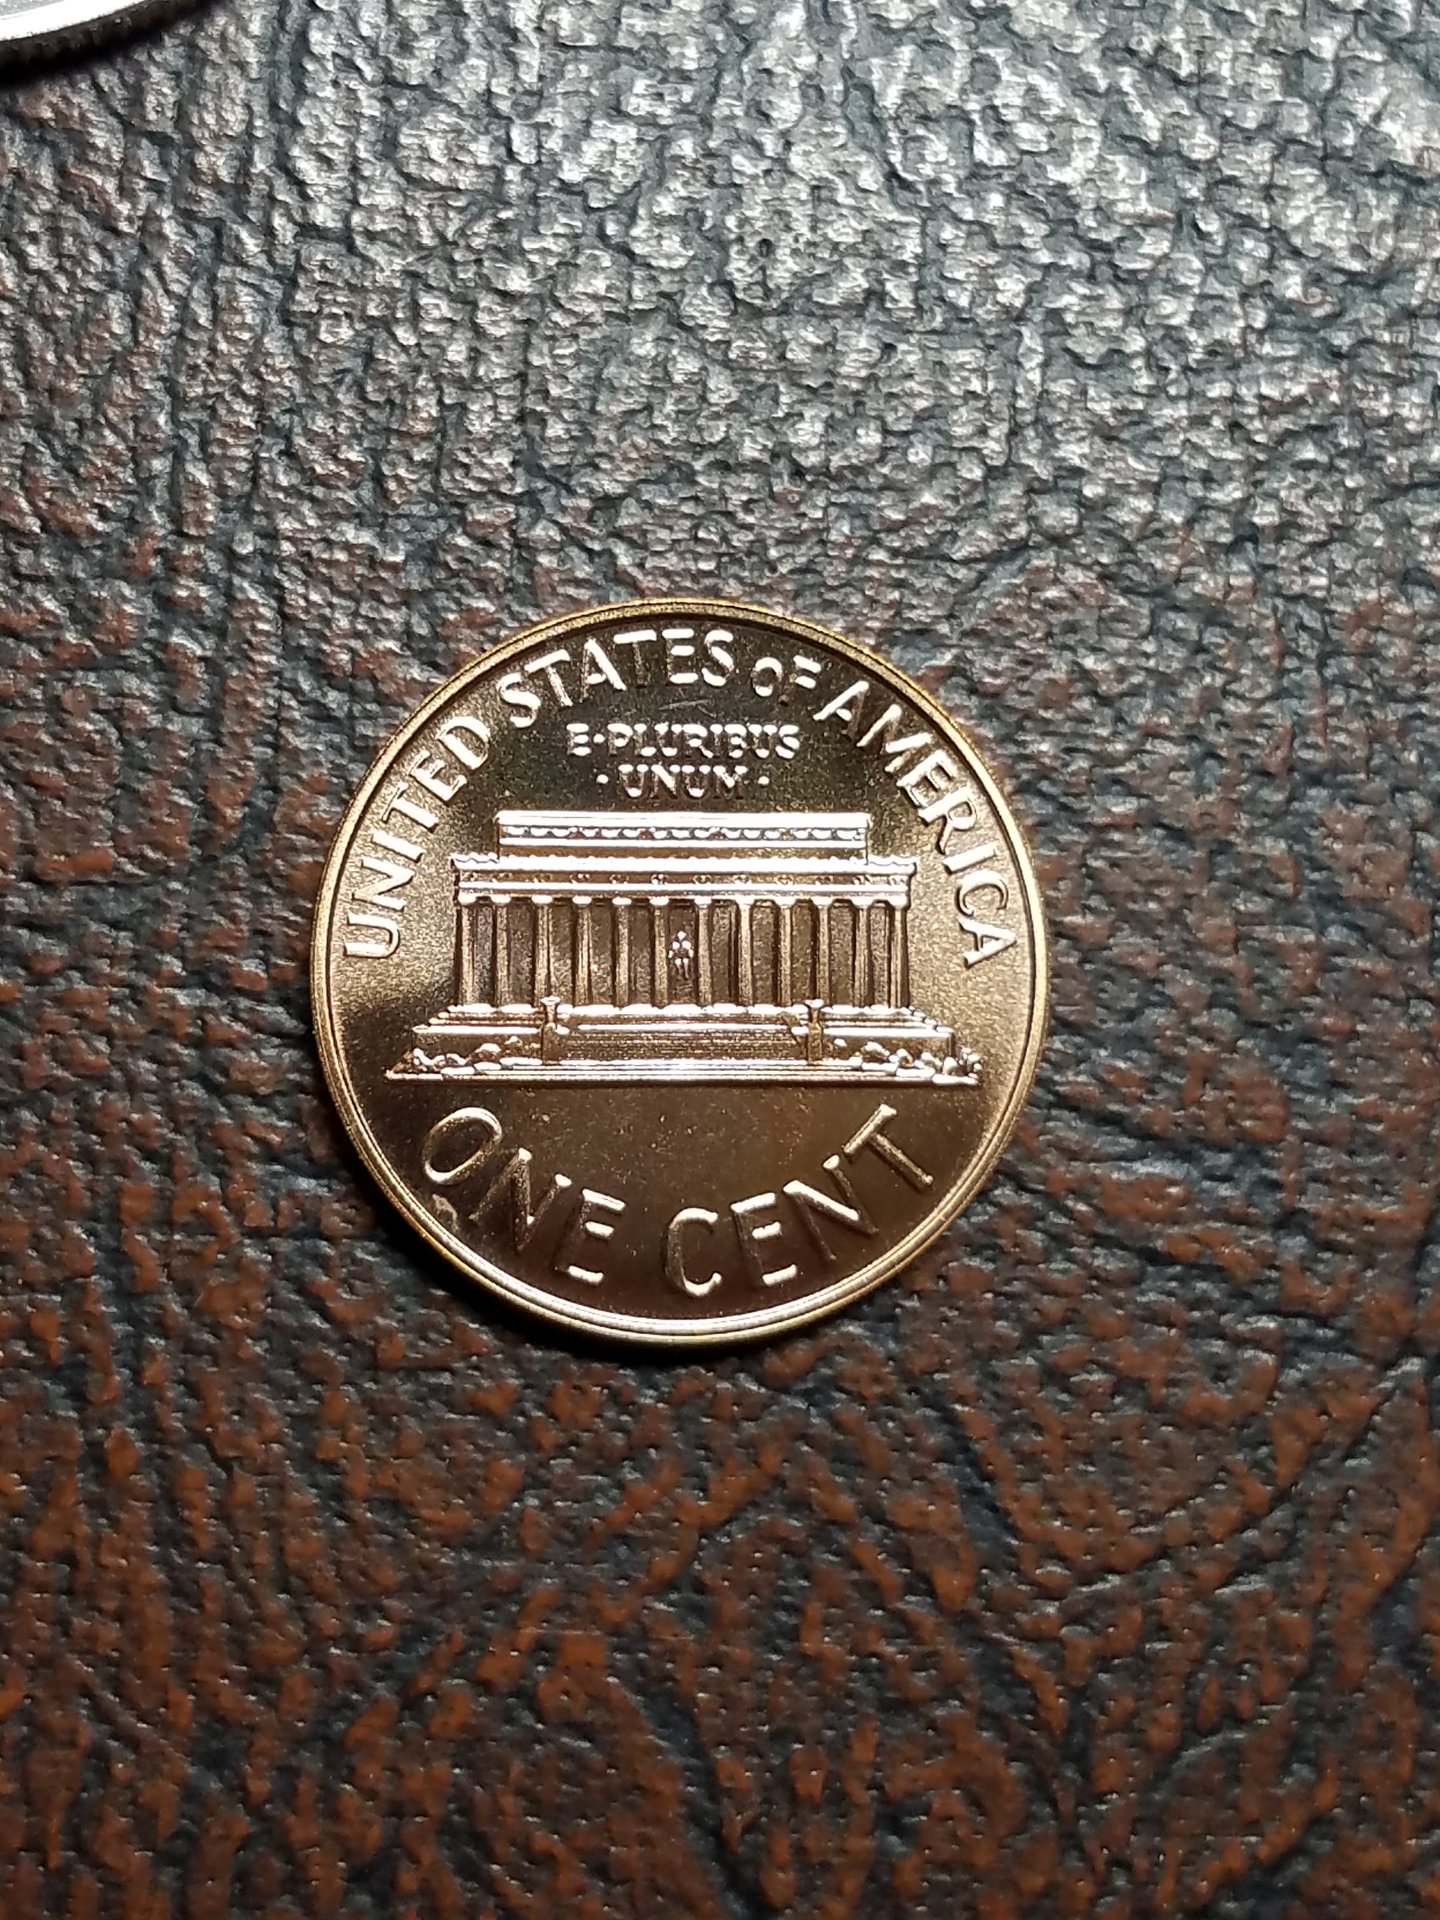 UNITED STATES OF AMERICA
E·PLURIBUS
·UNUM·
ONE CENT